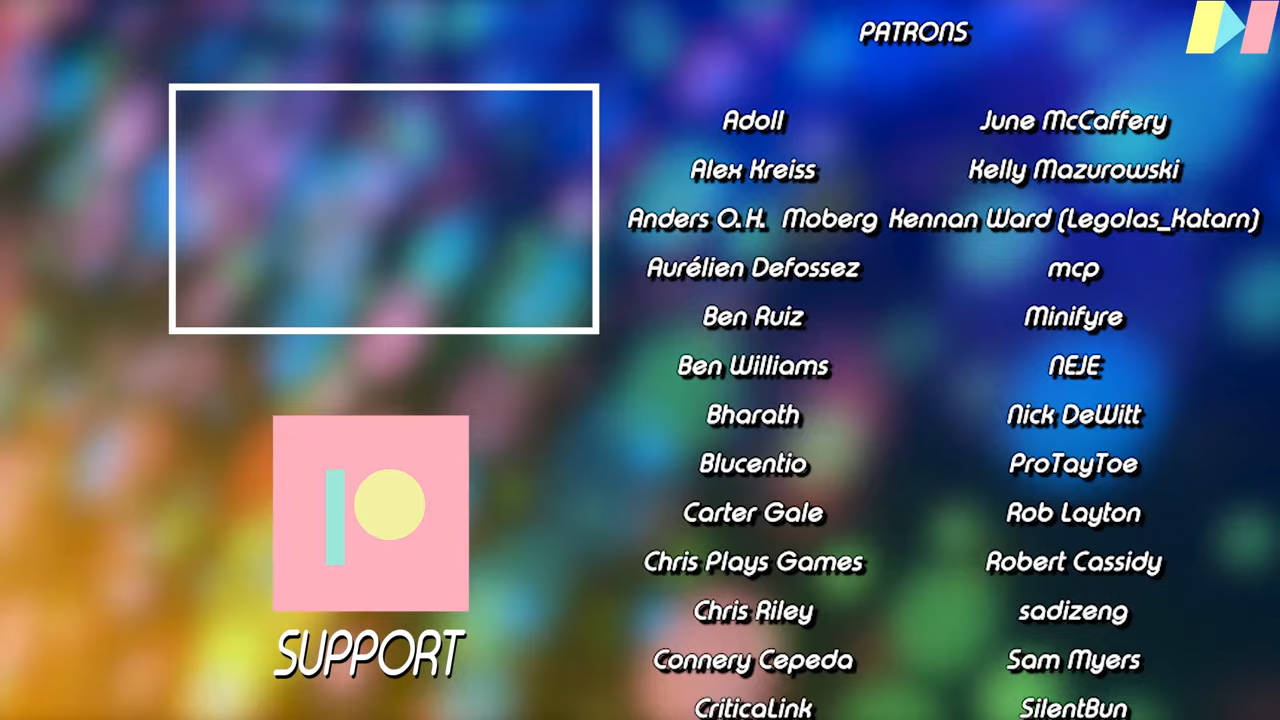 PATRONS
Adoll
Alex Kreiss
Anders O.H. Moberg
Aurélien Defossez
Ben Ruiz
Ben Williams
Bharath
Blucentio
Carter Gale
Chris Plays Games
Chris Riley
Connery Cepeda
CriticaLink
June McCaffery
Kelly Mazurowski
Kennan Ward (Legolas_Katarn)
mcp
Minifyre
NEJE
Nick DeWitt
ProTayToe
Rob Layton
Robert Cassidy
sadizeng
Sam Myers
SilentBun
SUPPORT